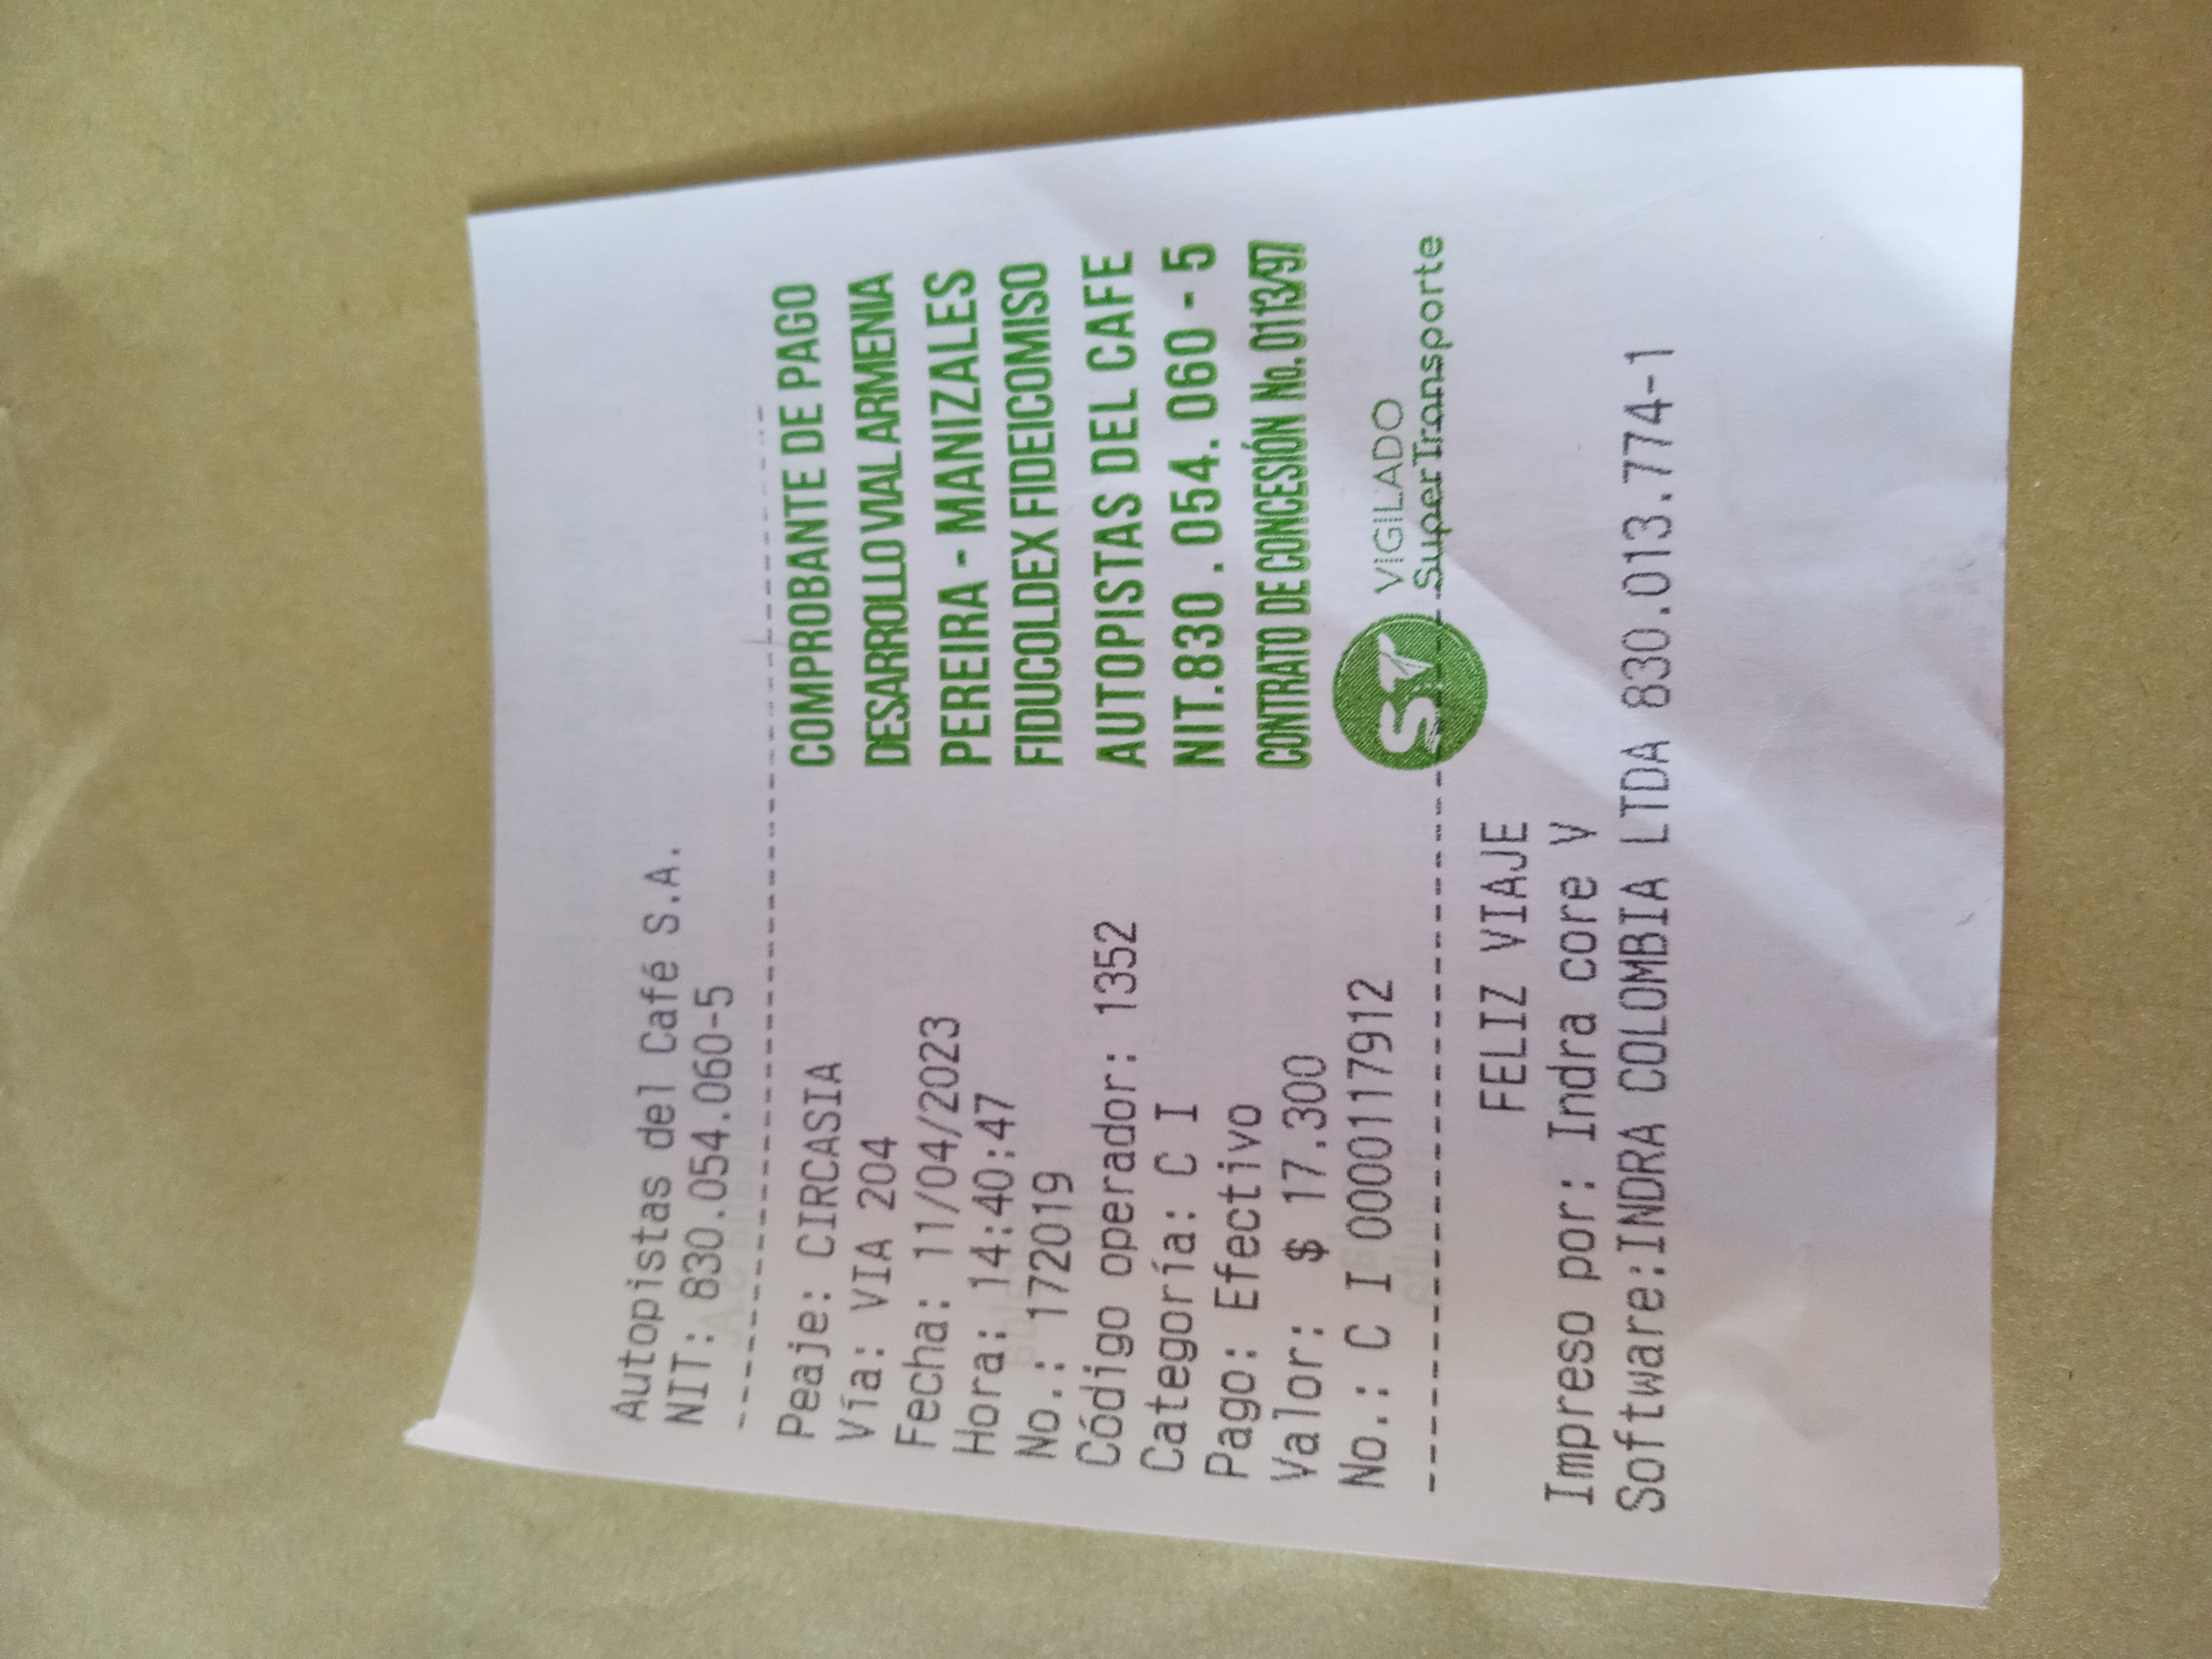 Autopistas del Café S.A.
NIT: 830.054.060-5
Peaje: CIRCASIA
Vía: VIA 204
Fecha: 11/04/2023
Hora: 14:40:47
No.: 172019
Código operador: 1352
Categoría: C I
Pago: Efectivo
Valor: $ 17.300
No.: C I 0000117912
COMPROBANTE DE PAGO
DESARROLLO VIAL ARMENIA
PEREIRA - MANIZALES
FIDUCOLDEX FIDEICOMISO
AUTOPISTAS DEL CAFE
NIT.830.054.060-5
CONTRATO DE CONCESIÓN No. 0113/97
ST
VIGILADO
SuperTransporte
FELIZ VIAJE
Impreso por: Indra core V
Software:INDRA COLOMBIA LTDA 830.013.774-1